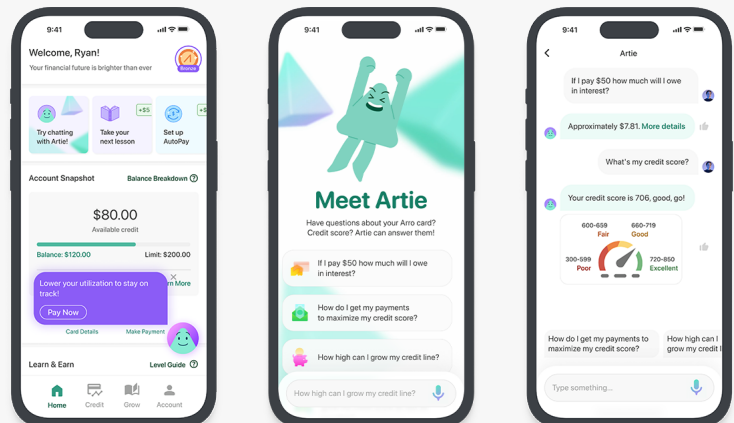 9:41
Welcome, Ryan!
Your financial future is brighter than ever
Bronze
Try chatting
with Artie!
+$5
Take your
next lesson
+$
Set up
AutoPay
Account Snapshot
Balance Breakdown ?
$80.00
Available credit
Balance: $120.00
Limit: $200.00
Lower your utilization to stay on
track!
rn More
Pay Now
Card Details
Make Payment
Learn & Earn
Level Guide ?
Home
Credit
Grow
Account
9:41
Meet Artie
Have questions about your Arro card?
Credit score? Artie can answer them!
If I pay $50 how much will I owe
in interest?
How do I get my payments
to maximize my credit score?
How high can I grow my credit line?
How high can I grow my credit line?
9:41
Artie
If I pay $50 how much will I owe
in interest?
Approximately $7.81. More details
What's my credit score?
Your credit score is 706, good, go!
600-659
Fair
660-719
Good
300-599
Poor
720-850
Excellent
How do I get my payments to
maximize my credit score?
How high can I
grow my credit l
Type something...